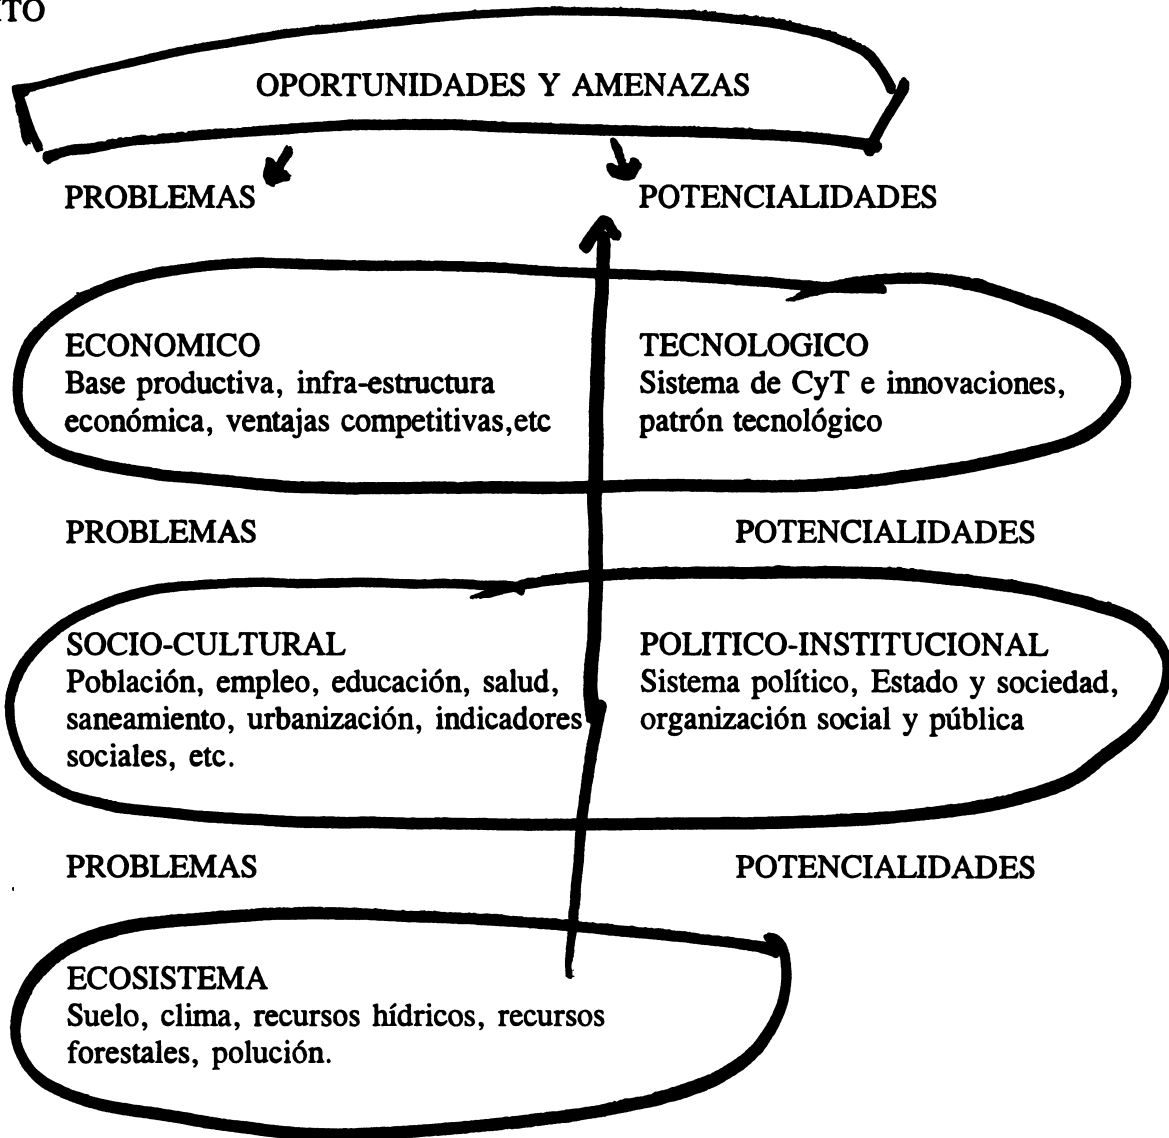 OPORTUNIDADES Y AMENAZAS
PROBLEMAS
POTENCIALIDADES
ECONOMICO
Base productiva, infra-estructura
económica, ventajas competitivas,etc
TECNOLOGICO
Sistema de CyT e innovaciones,
patrón tecnológico
PROBLEMAS
POTENCIALIDADES
SOCIO-CULTURAL
Población, empleo, educación, salud,
saneamiento, urbanización, indicadores
sociales, etc.
POLITICO-INSTITUCIONAL
Sistema político, Estado y sociedad,
organización social y pública
PROBLEMAS
POTENCIALIDADES
ECOSISTEMA
Suelo, clima, recursos hídricos, recursos
forestales, polución.